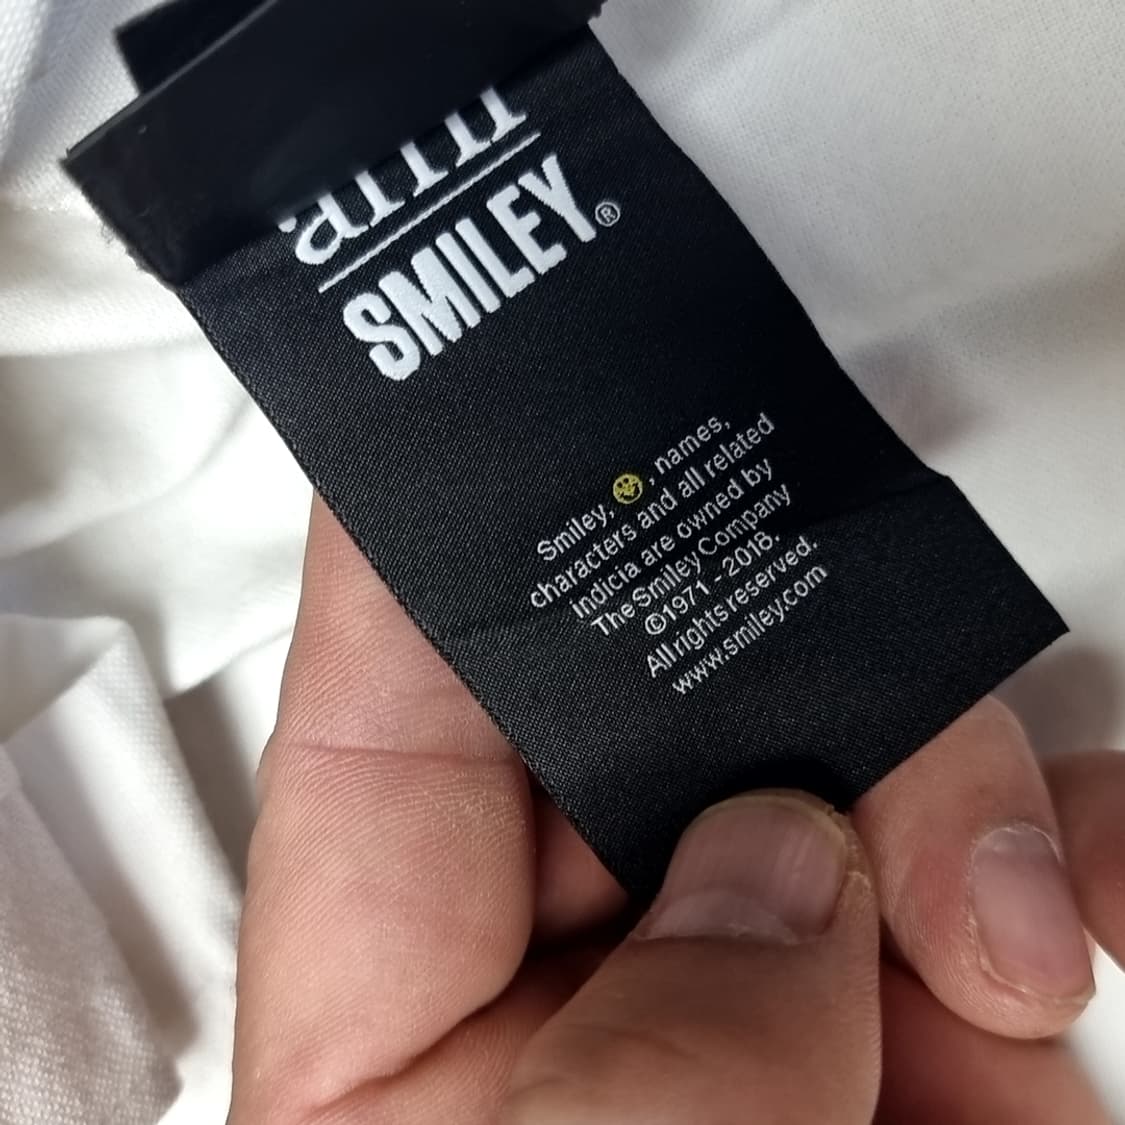 SMILEY®
Smiley, , names,
characters and all related
indicia are owned by
The Smiley Company
©1971 - 2018.
All rights reserved.
www.smiley.com